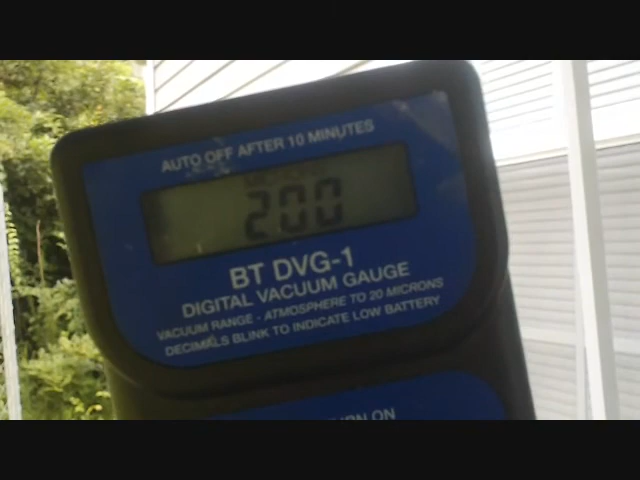 AUTO OFF AFTER 10 MINUTES
MICRONS
200
BT DVG-1
DIGITAL VACUUM GAUGE
VACUUM RANGE - ATMOSPHERE TO 20 MICRONS
DECIMALS BLINK TO INDICATE LOW BATTERY
ON